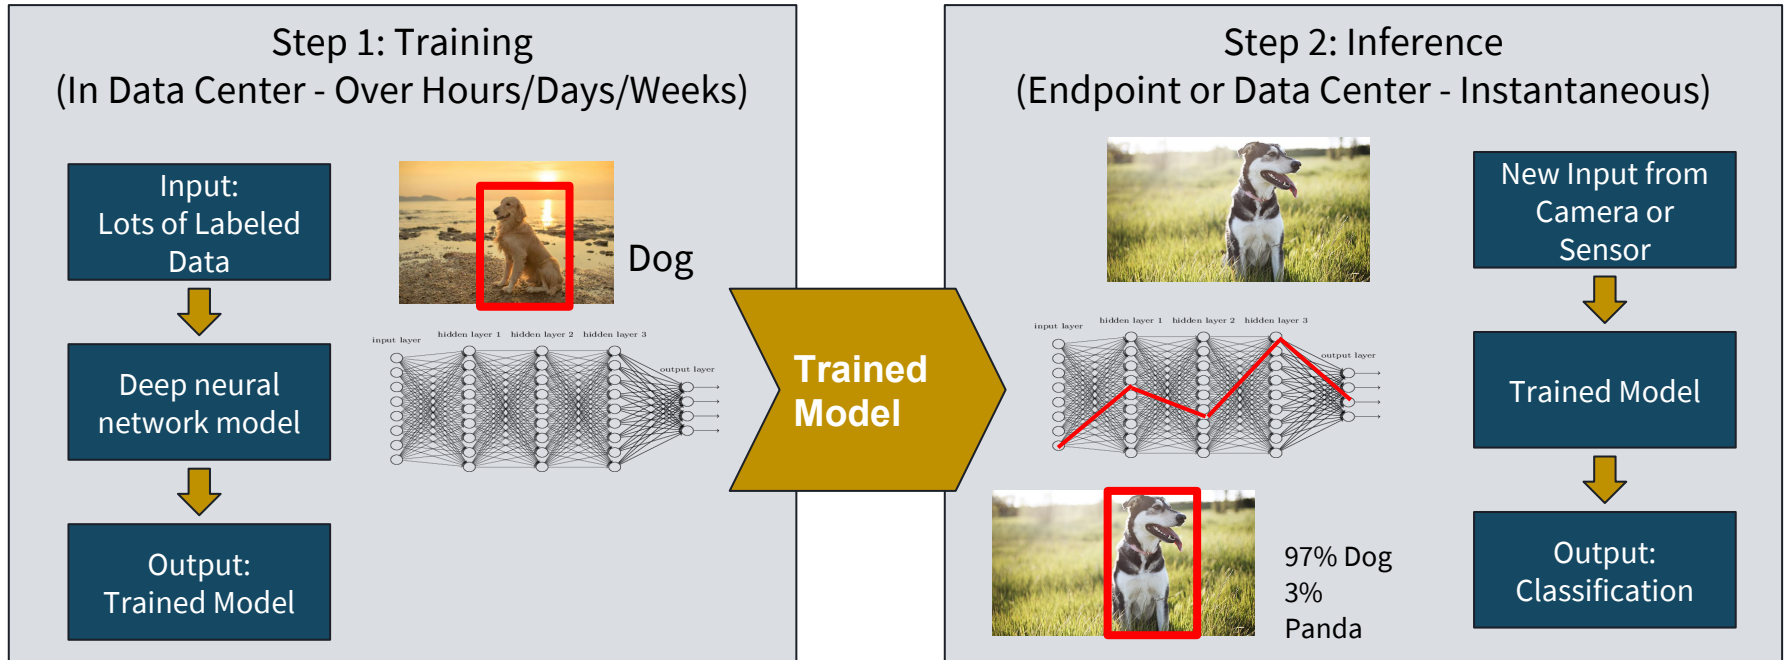 Step 1: Training
(In Data Center - Over Hours/Days/Weeks)
Input:
Lots of Labeled
Data
Dog
Deep neural
network model
input layer
hidden layer 1
hidden layer 2
hidden layer 3
output layer
Output:
Trained Model
Trained
Model
Step 2: Inference
(Endpoint or Data Center - Instantaneous)
New Input from
Camera or
Sensor
input layer
hidden layer 1
hidden layer 2
hidden layer 3
output layer
Trained Model
97% Dog
3%
Panda
Output:
Classification